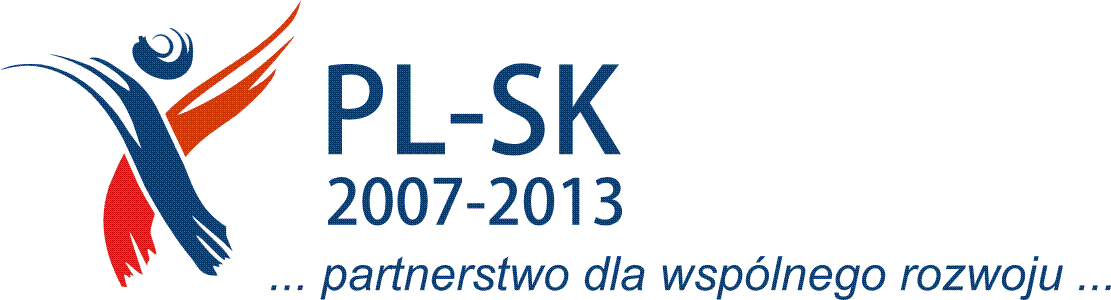 PL-SK
2007-2013
... partnerstwo dla wspólnego rozwoju ...